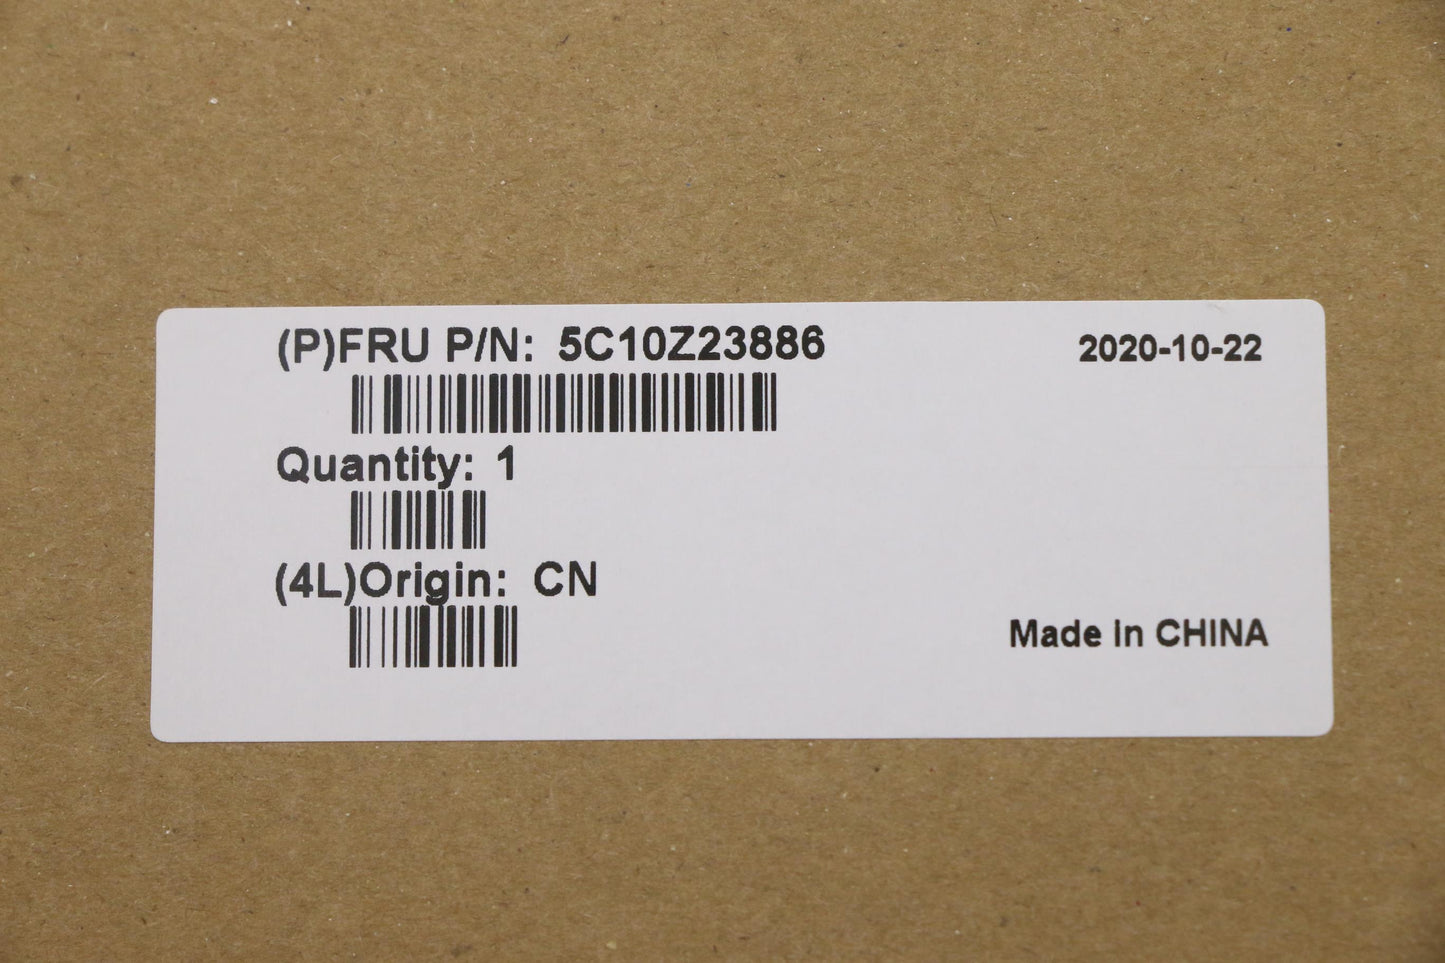 (P)FRU P/N: 5C10Z23886
2020-10-22
Quantity: 1
(4L)Origin: CN
Made in CHINA